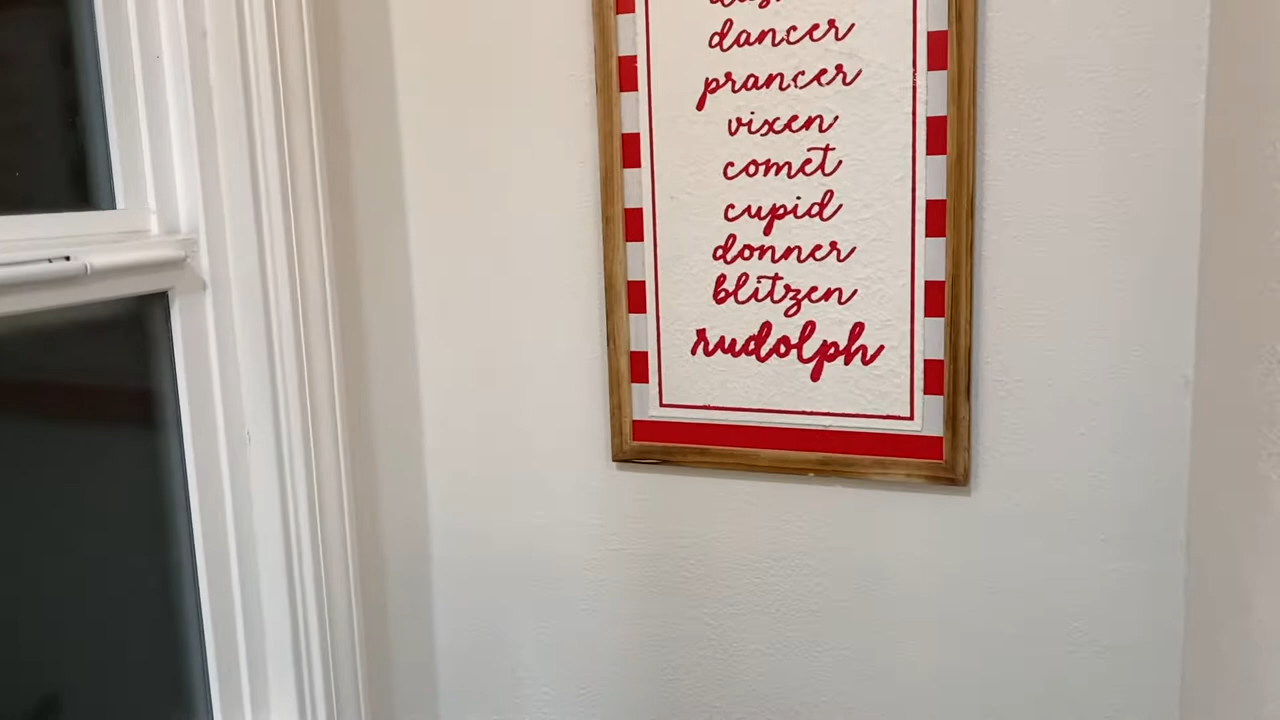 dancer
prancer
vixen
comet
cupid
donner
blitzen
rudolph